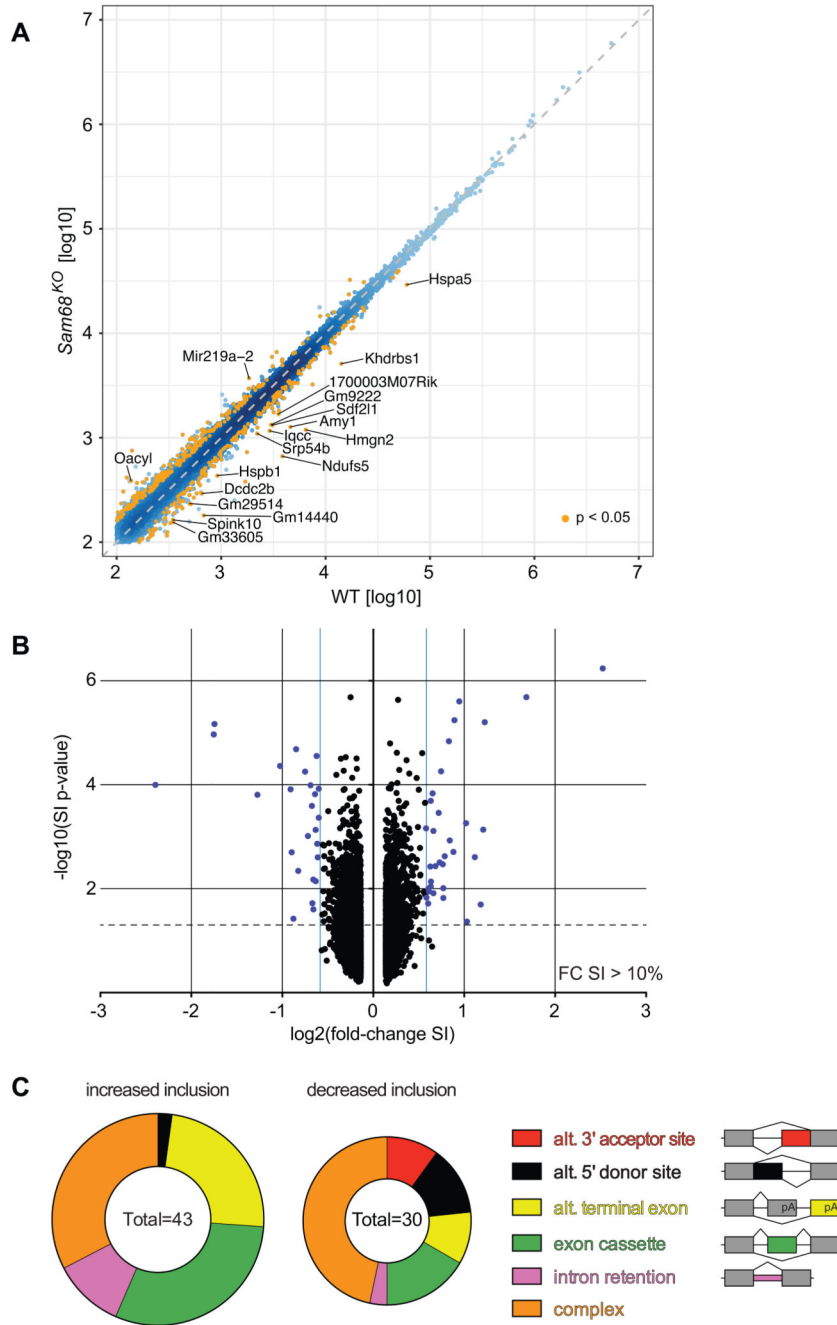 A
7
6
5
4
3
2
Sam68KO [log10]
Hspa5
Mir219a-2
Khdrbs1
1700003M07Rik
Gm9222
Sdf2l1
Amy1
Iqcc
Hmgn2
Srp54b
Ndufs5
Oacyl
Hspb1
Dcdc2b
Gm29514
Gm14440
Spink10
Gm33605
p < 0.05
2 3 4 5 6 7
WT [log10]
B
6
4
2
-log10(SI p-value)
FC SI > 10%
-3 -2 -1 0 1 2 3
log2(fold-change SI)
C
increased inclusion
decreased inclusion
Total=43
Total=30
alt. 3' acceptor site
alt. 5' donor site
alt. terminal exon
pA pA
exon cassette
intron retention
complex